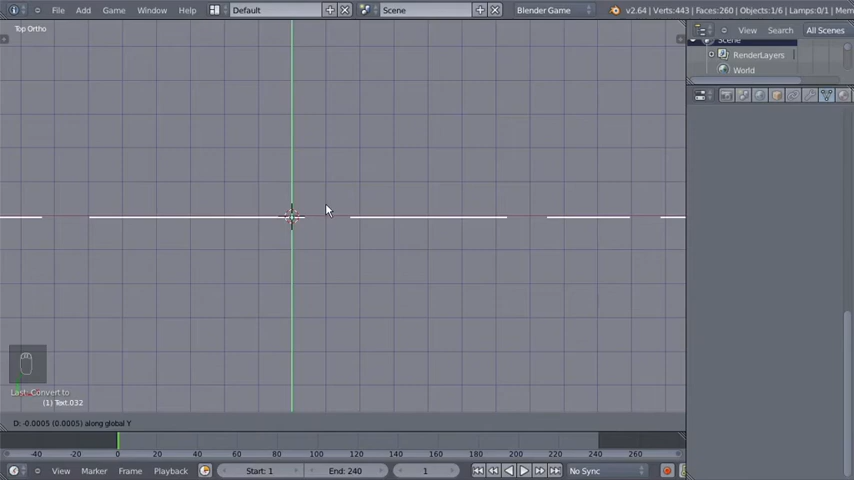 File Add Game Window Help Default Scene Blender Game v2.64 | Verts:443 | Faces:260 | Objects:1/6 | Lamps:0/1 | Mem
Top Ortho
View Search All Scenes
Scene
RenderLayers
World
Last: Convert to
(1) Text.032
D: -0.0005 (0.0005) along global Y
-40 -20 0 20 40 60 80 100 120 140 160 180 200 220 240 260
View Marker Frame Playback Start: 1 End: 240 1 No Sync